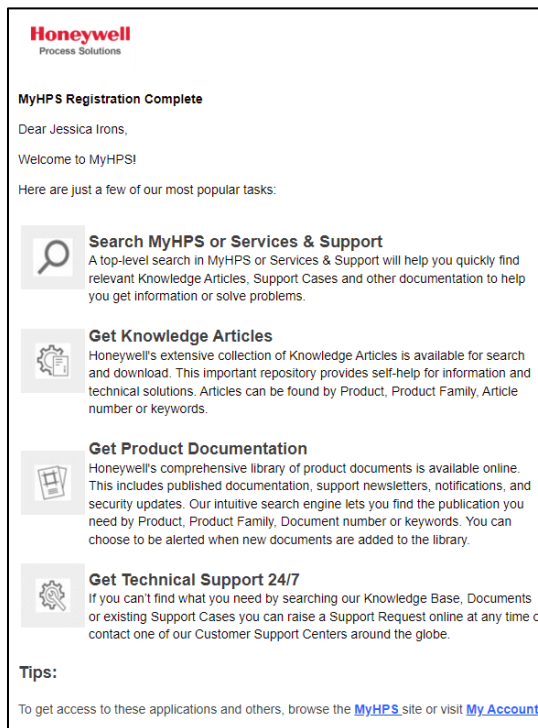 Honeywell
Process Solutions
MyHPS Registration Complete
Dear Jessica Irons,
Welcome to MyHPS!
Here are just a few of our most popular tasks:
Search MyHPS or Services & Support
A top-level search in MyHPS or Services & Support will help you quickly find
relevant Knowledge Articles, Support Cases and other documentation to help
you get information or solve problems.
Get Knowledge Articles
Honeywell's extensive collection of Knowledge Articles is available for search
and download. This important repository provides self-help for information and
technical solutions. Articles can be found by Product, Product Family, Article
number or keywords.
Get Product Documentation
Honeywell's comprehensive library of product documents is available online.
This includes published documentation, support newsletters, notifications, and
security updates. Our intuitive search engine lets you find the publication you
need by Product, Product Family, Document number or keywords. You can
choose to be alerted when new documents are added to the library.
Get Technical Support 24/7
If you can't find what you need by searching our Knowledge Base, Documents
or existing Support Cases you can raise a Support Request online at any time
contact one of our Customer Support Centers around the globe.
Tips:
To get access to these applications and others, browse the MyHPS site or visit My Account